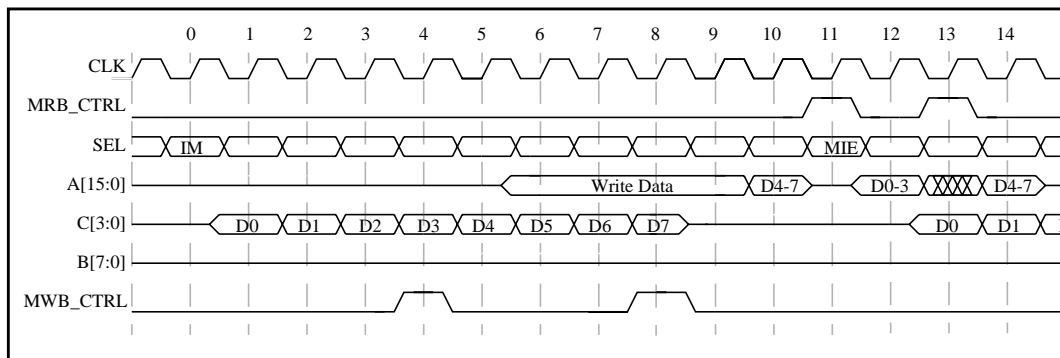 0 1 2 3 4 5 6 7 8 9 10 11 12 13 14
CLK
MRB_CTRL
SEL IM MIE
A[15:0] Write Data D4-7 D0-3 D4-7
C[3:0] D0 D1 D2 D3 D4 D5 D6 D7 D0 D1
B[7:0]
MWB_CTRL